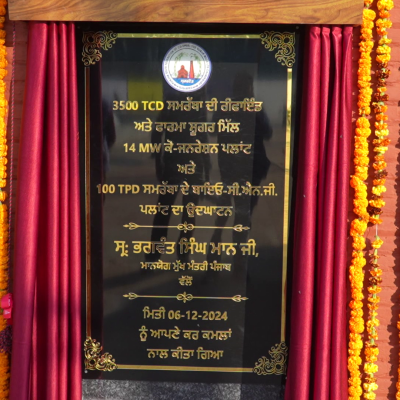 3500 TCD ਸਮਰੱਥਾ ਦੀ ਰੀਫਾਇੰਡ
ਅਤੇ ਫਾਰਮਾ ਸ਼ੂਗਰ ਮਿੱਲ
14 MW ਕੋ-ਜਨਰੇਸ਼ਨ ਪਲਾਂਟ
ਅਤੇ
100 TPD ਸਮਰੱਥਾ ਦੇ ਬਾਇਓ-ਸੀ.ਐਨ.ਜੀ.
ਪਲਾਂਟ ਦਾ ਉਦਘਾਟਨ
ਸ੍ਰ: ਭਗਵੰਤ ਸਿੰਘ ਮਾਨ ਜੀ,
ਮਾਨਯੋਗ ਮੁੱਖ ਮੰਤਰੀ ਪੰਜਾਬ
ਵੱਲੋਂ
ਮਿਤੀ 06-12-2024
ਨੂੰ ਆਪਣੇ ਕਰ ਕਮਲਾਂ
ਨਾਲ ਕੀਤਾ ਗਿਆ